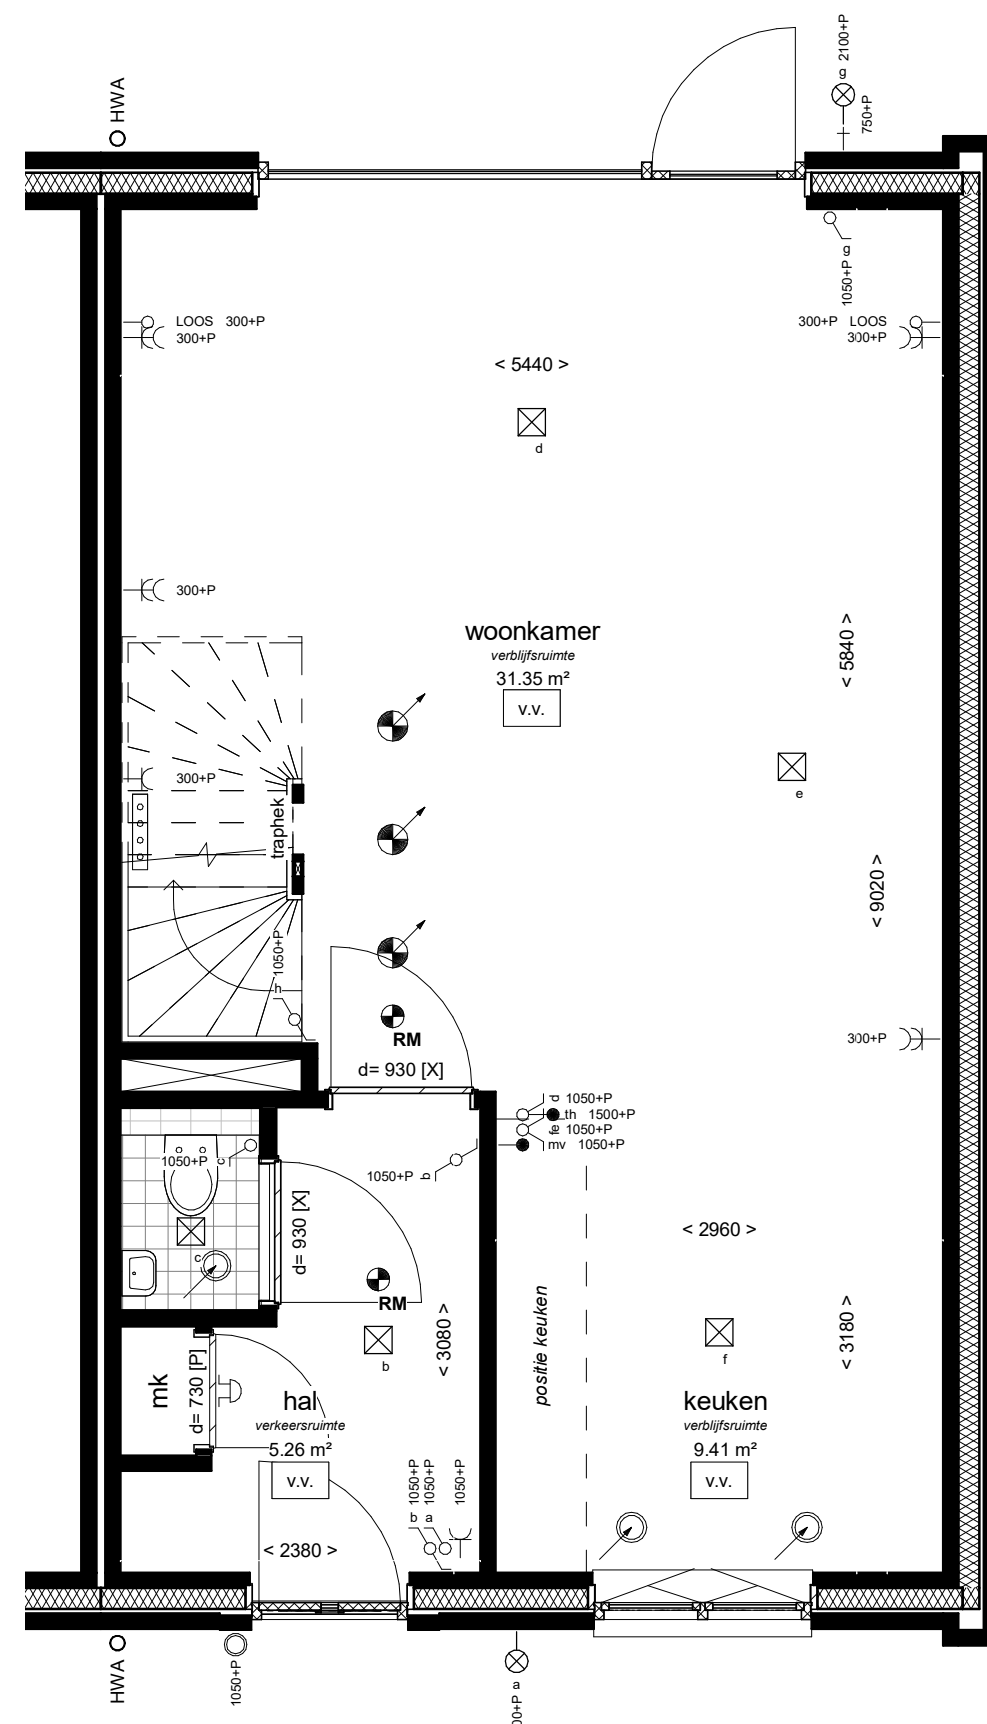 g 2100+P
750+P
HWA
g
1050+P
LOOS 300+P
300+P
300+P LOOS
300+P
< 5440 >
d
300+P
woonkamer
verblijfsruimte
31.35 m²
v.v.
< 5840 >
300+P
e
traphek
< 9020 >
1050+P
h
RM
d= 930 [X]
300+P
d 1050+P
th 1500+P
fe 1050+P
mv 1050+P
1050+P c
1050+P b
d= 930 [X]
c
RM
b
< 3080 >
< 2960 >
positie keuken
f
< 3180 >
mk
d= 730 [P]
hal
verkeersruimte
5.26 m²
v.v.
keuken
verblijfsruimte
9.41 m²
v.v.
b 1050+P
a 1050+P
1050+P
< 2380 >
HWA
1050+P
a
00+P